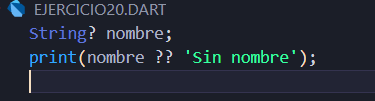 EJERCICIO20.DART
String? nombre;
print(nombre ?? 'Sin nombre');